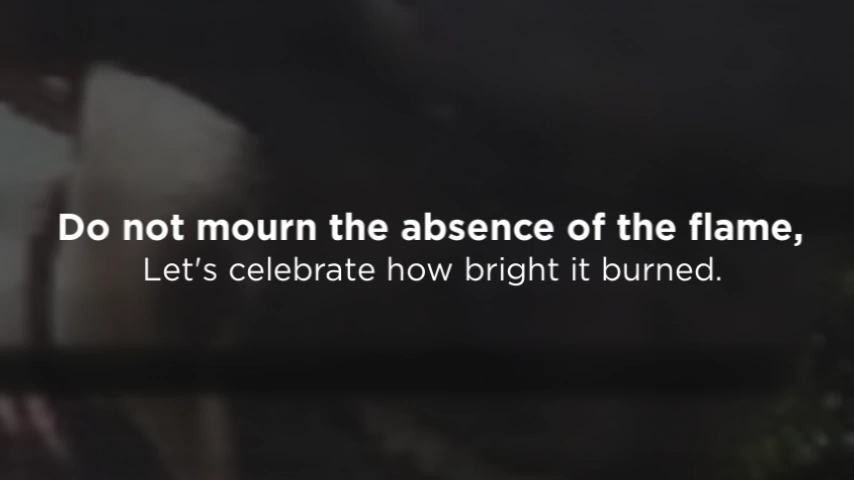 Do not mourn the absence of the flame,
Let's celebrate how bright it burned.